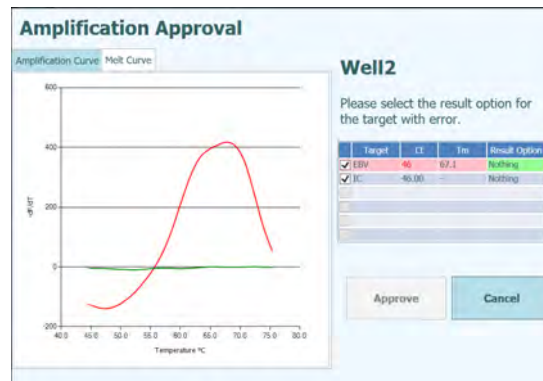 Amplification Approval
Amplification Curve Melt Curve
Well2
Please select the result option for
the target with error.
Target Ct Tm Result Option
EBV 46 67.1 Nothing
IC 46.00 -- Nothing
Approve Cancel
600
400
200
0
-200
-dF/dT
40.0 45.0 50.0 55.0 60.0 65.0 70.0 75.0 80.0
Temperature ºC